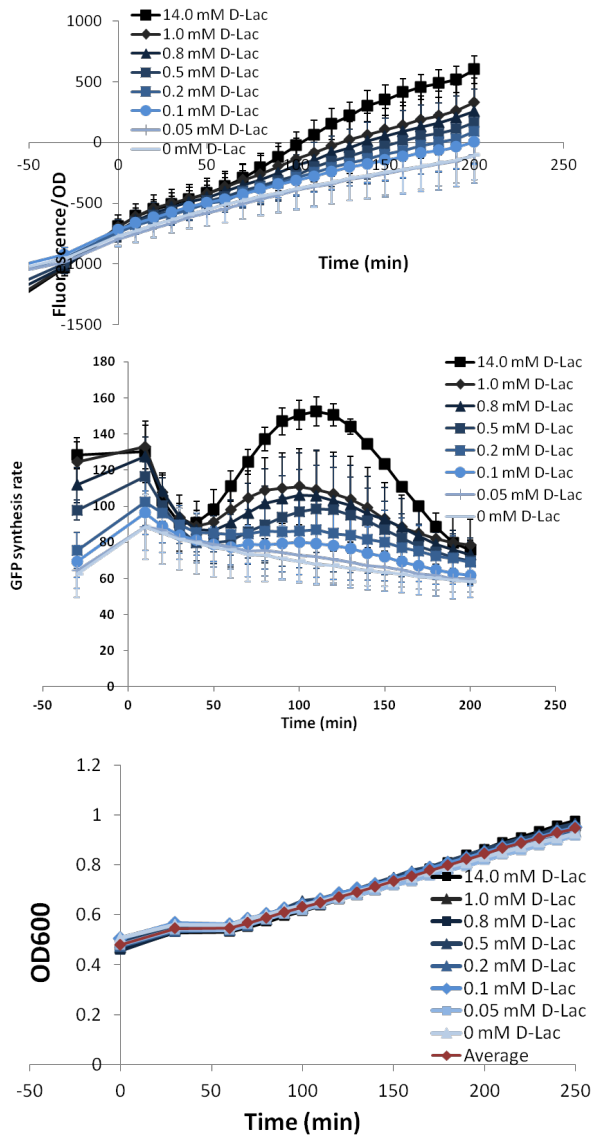 1000
500
0
-500
-1000
-1500
-50
0
50
100
150
200
250
Fluorescence/OD
Time (min)
14.0 mM D-Lac
1.0 mM D-Lac
0.8 mM D-Lac
0.5 mM D-Lac
0.2 mM D-Lac
0.1 mM D-Lac
0.05 mM D-Lac
0 mM D-Lac
180
160
140
120
100
80
60
40
20
0
-50
0
50
100
150
200
250
GFP synthesis rate
Time (min)
14.0 mM D-Lac
1.0 mM D-Lac
0.8 mM D-Lac
0.5 mM D-Lac
0.2 mM D-Lac
0.1 mM D-Lac
0.05 mM D-Lac
0 mM D-Lac
1.2
1
0.8
0.6
0.4
0.2
0
-50
0
50
100
150
200
250
OD600
Time (min)
14.0 mM D-Lac
1.0 mM D-Lac
0.8 mM D-Lac
0.5 mM D-Lac
0.2 mM D-Lac
0.1 mM D-Lac
0.05 mM D-Lac
0 mM D-Lac
Average